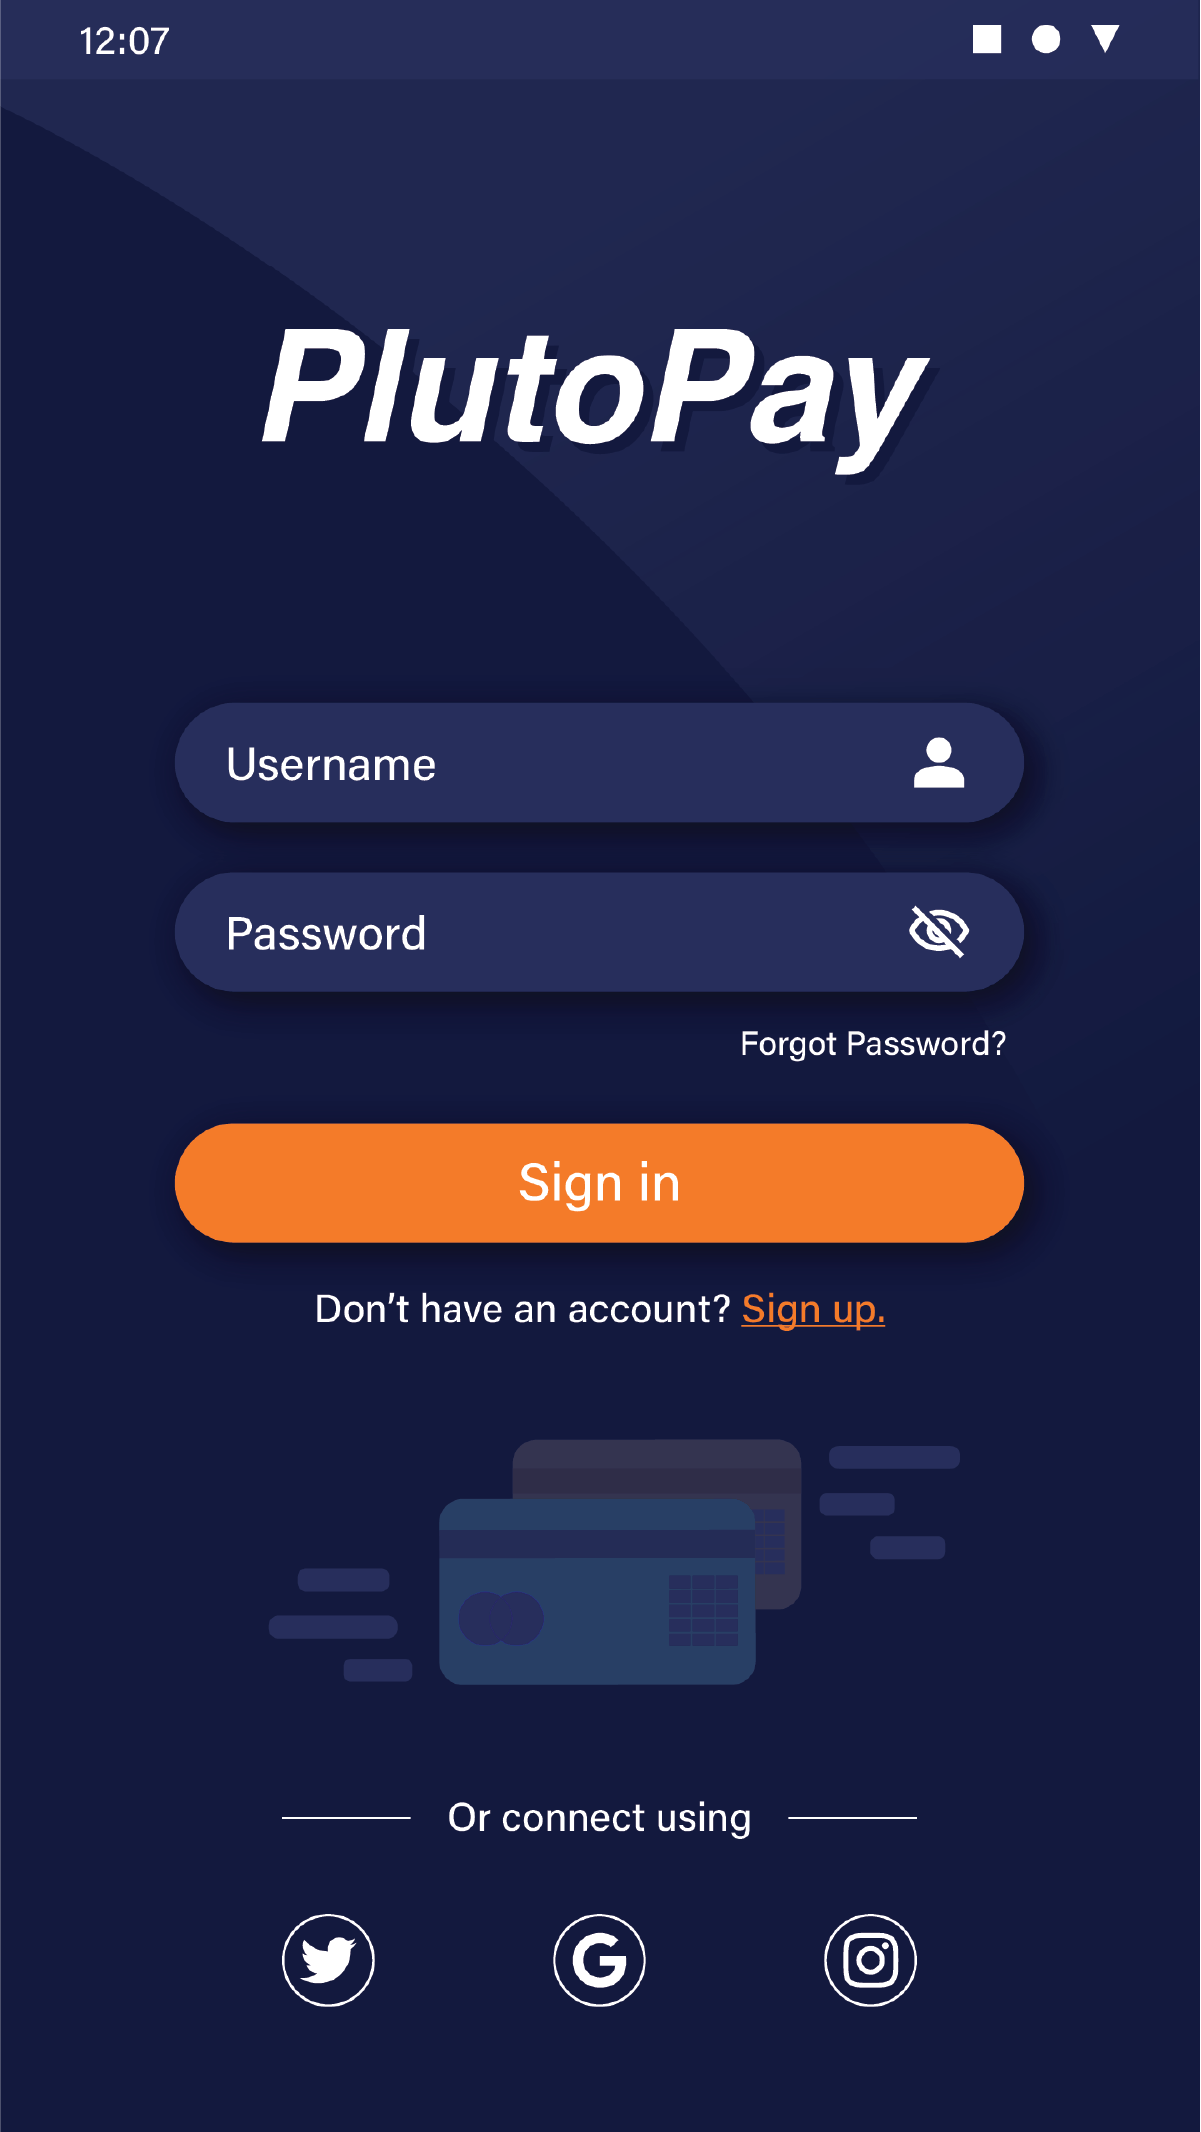 12:07
PlutoPay
Username
Password
Forgot Password?
Sign in
Don’t have an account? Sign up.
Or connect using